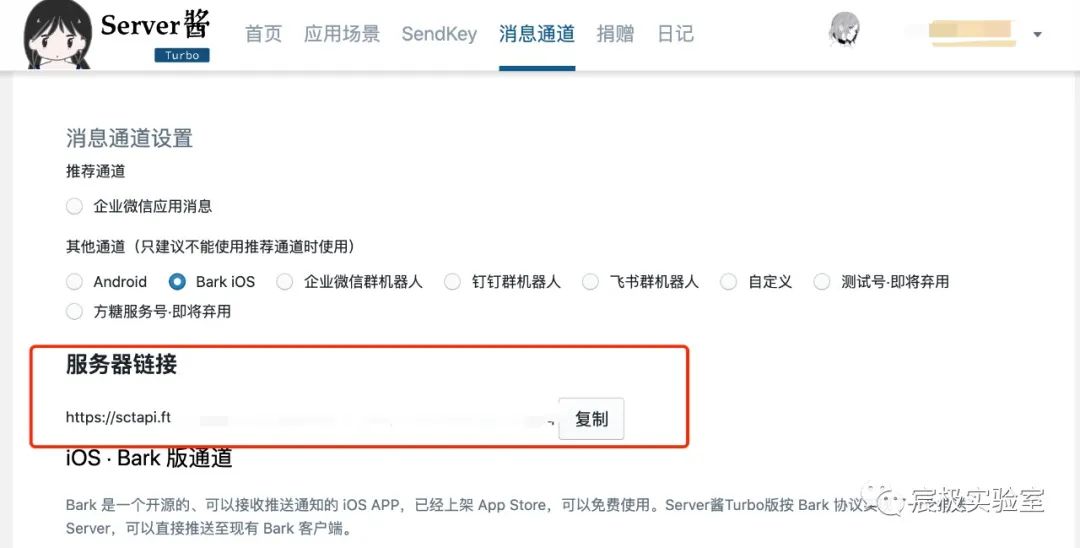 Server酱
Turbo
首页 应用场景 SendKey 消息通道 捐赠 日记
消息通道设置
推荐通道
企业微信应用消息
其他通道（只建议不能使用推荐通道时使用）
Android Bark iOS 企业微信群机器人 钉钉群机器人 飞书群机器人 自定义 测试号·即将弃用
方糖服务号·即将弃用
服务器链接
https://sctapi.ft 复制
iOS · Bark 版通道
Bark 是一个开源的、可以接收推送通知的 iOS APP，已经上架 App Store，可以免费使用。Server酱Turbo版按 Bark 协议
Server，可以直接推送至现有 Bark 客户端。
宸极实验室